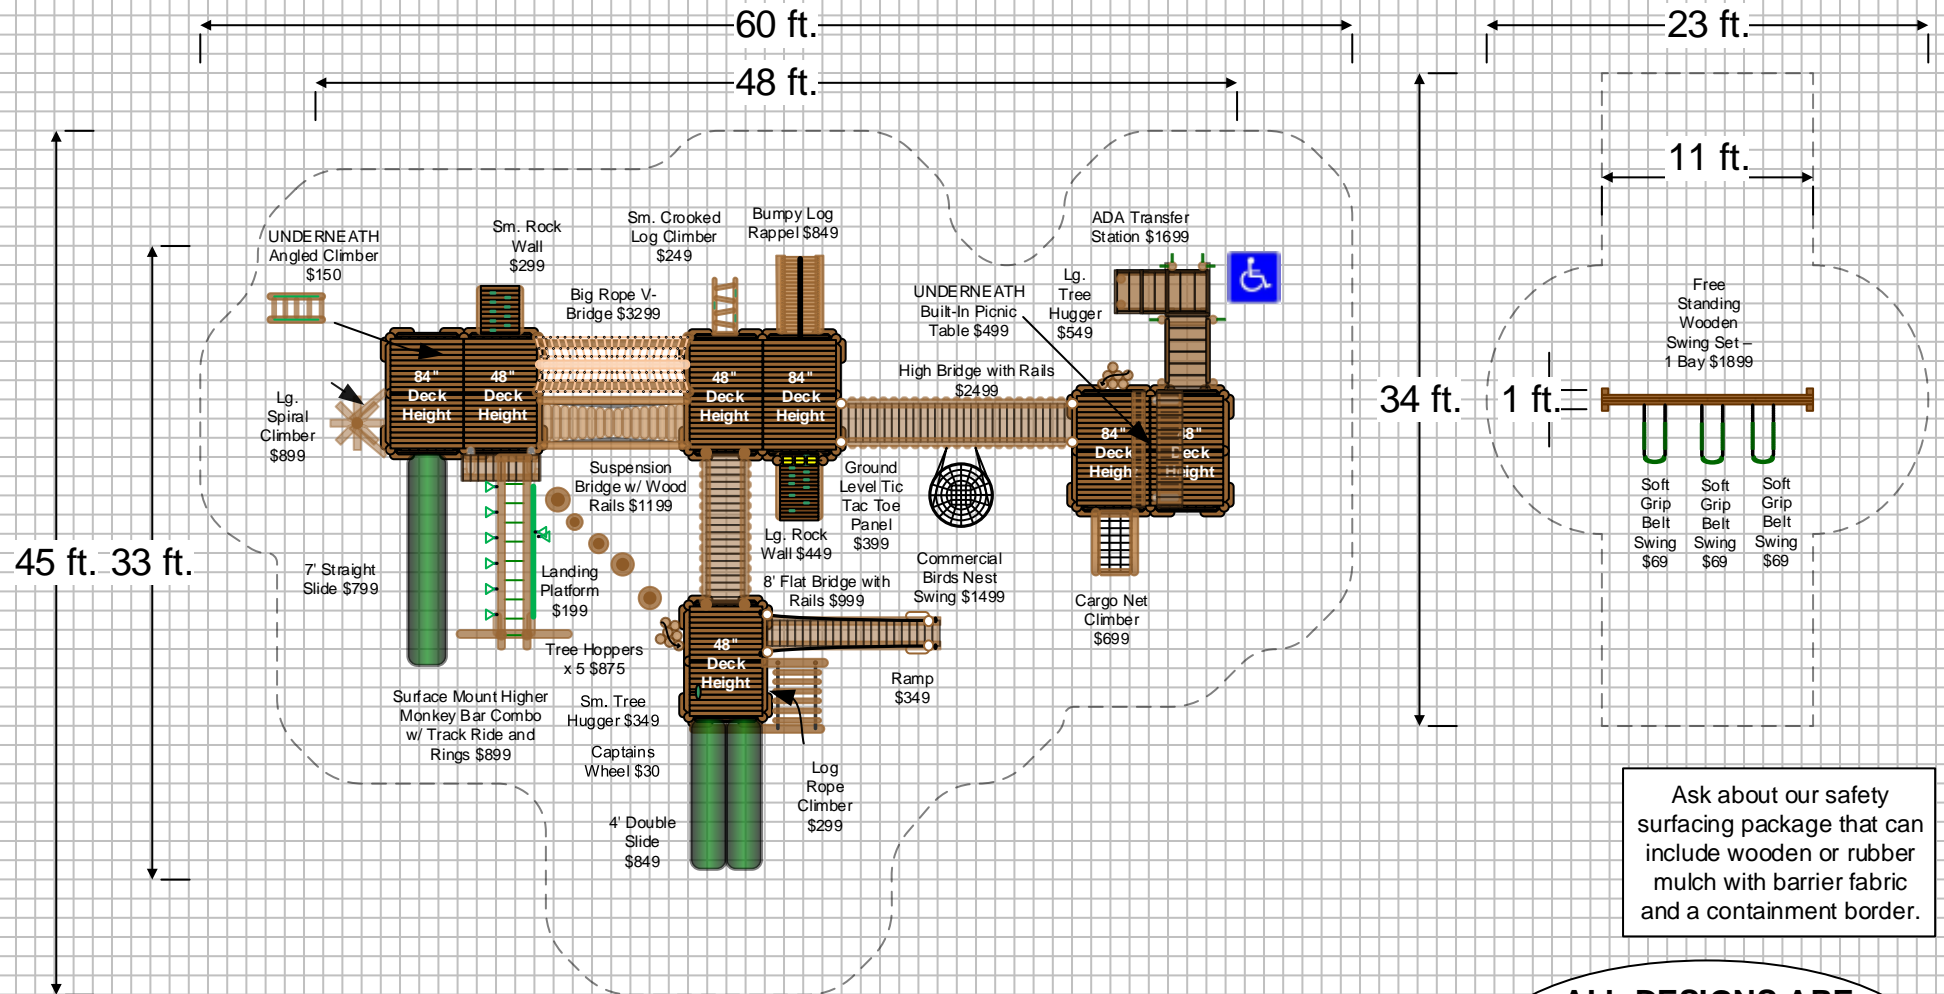 60 ft.
23 ft.
48 ft.
11 ft.
34 ft.
1 ft.
45 ft.
33 ft.
UNDERNEATH
Angled Climber
$150
Sm. Rock
Wall
$299
Sm. Crooked
Log Climber
$249
Bumpy Log
Rappel $849
ADA Transfer
Station $1699
Big Rope V-
Bridge $3299
UNDERNEATH
Built-In Picnic
Table $499
Lg.
Tree
Hugger
$549
High Bridge with Rails
$2499
Lg.
Spiral
Climber
$899
84"
Deck
Height
48"
Deck
Height
48"
Deck
Height
84"
Deck
Height
84"
Deck
Height
48"
Deck
Height
Suspension
Bridge w/ Wood
Rails $1199
Lg. Rock
Wall $449
Ground
Level Tic
Tac Toe
Panel
$399
Commercial
Birds Nest
Swing $1499
8' Flat Bridge with
Rails $999
Cargo Net
Climber
$699
7' Straight
Slide $799
Landing
Platform
$199
Tree Hoppers
x 5 $875
48"
Deck
Height
Ramp
$349
Surface Mount Higher
Monkey Bar Combo
w/ Track Ride and
Rings $899
Sm. Tree
Hugger $349
Captains
Wheel $30
Log
Rope
Climber
$299
4' Double
Slide
$849
Free
Standing
Wooden
Swing Set –
1 Bay $1899
Soft
Grip
Belt
Swing
$69
Soft
Grip
Belt
Swing
$69
Soft
Grip
Belt
Swing
$69
Ask about our safety
surfacing package that can
include wooden or rubber
mulch with barrier fabric
and a containment border.
ALL DESIGNS ARE